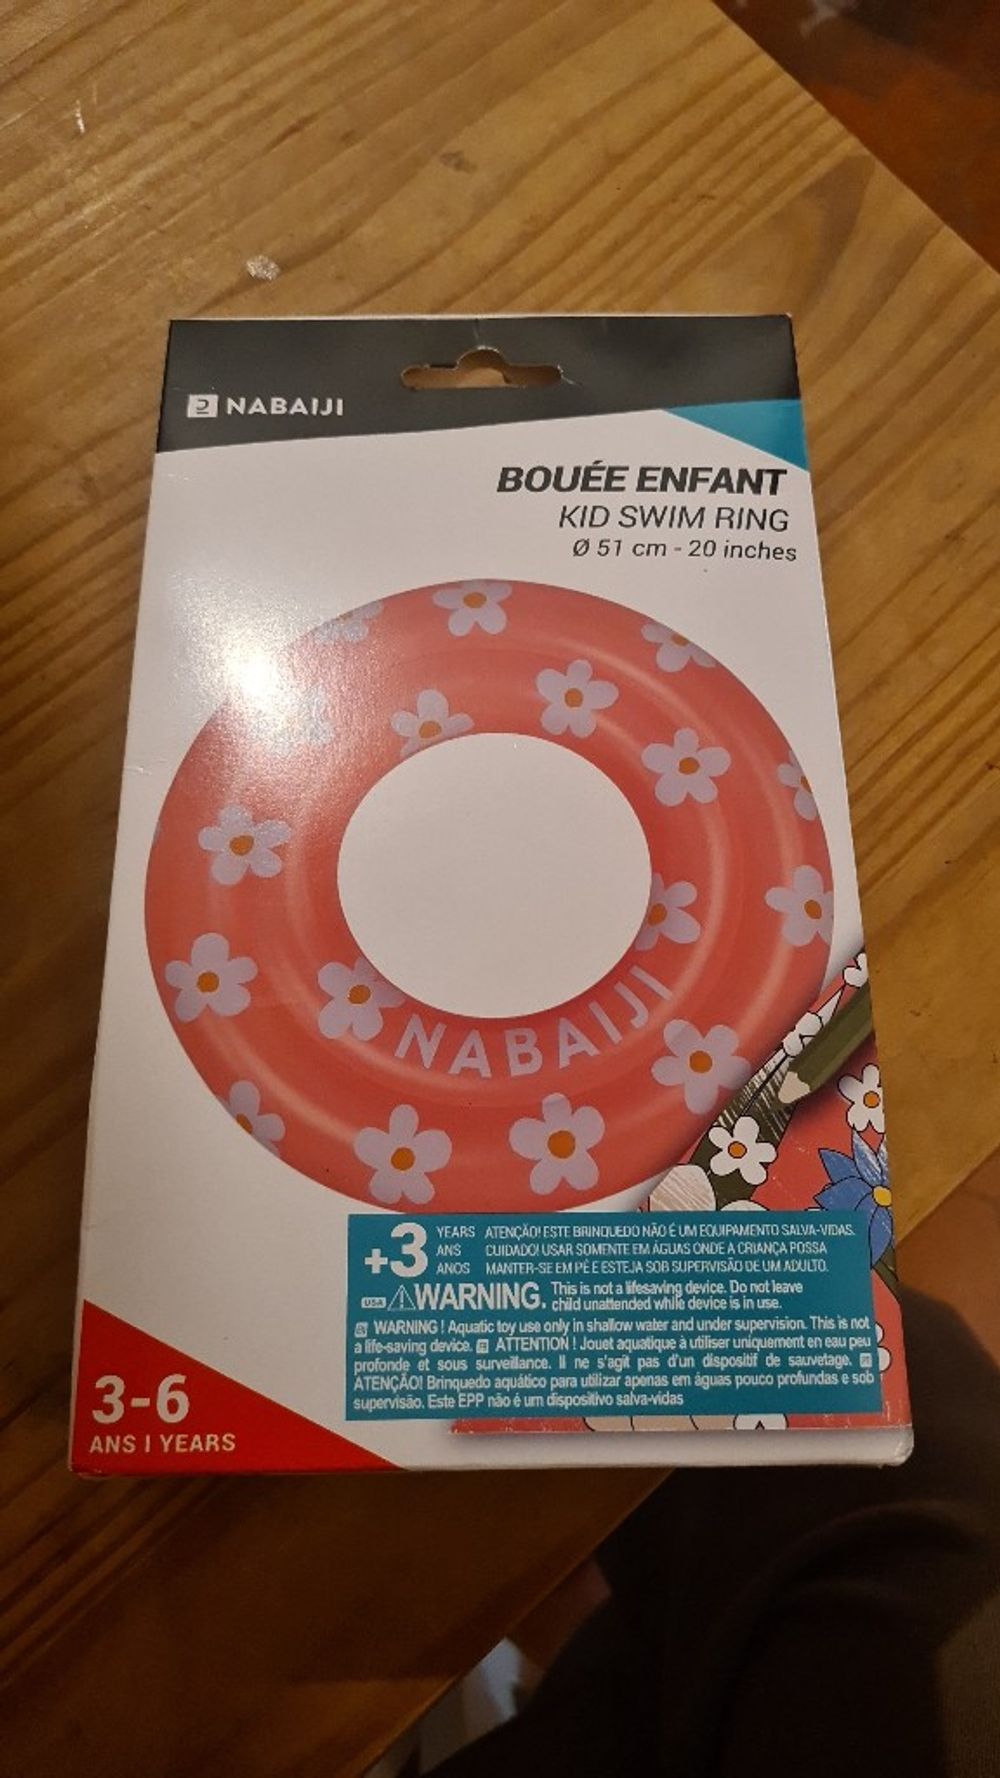 NABAIJI
BOUÉE ENFANT
KID SWIM RING
Ø 51 cm - 20 inches
NABAIJI
+3 YEARS ANS ANOS
ATENÇÃO! ESTE BRINQUEDO NÃO É UM EQUIPAMENTO SALVA-VIDAS.
CUIDADO! USAR SOMENTE EM ÁGUAS ONDE A CRIANÇA POSSA
MANTER-SE EM PÉ E ESTEJA SOB SUPERVISÃO DE UM ADULTO.
USA WARNING. This is not a lifesaving device. Do not leave
child unattended while device is in use.
EN WARNING ! Aquatic toy use only in shallow water and under supervision. This is not
a life-saving device. FR ATTENTION ! Jouet aquatique à utiliser uniquement en eau peu
profonde et sous surveillance. Il ne s'agit pas d'un dispositif de sauvetage.
ATENÇÃO! Brinquedo aquático para utilizar apenas em águas pouco profundas e sob
supervisão. Este EPP não é um dispositivo salva-vidas
3-6
ANS I YEARS